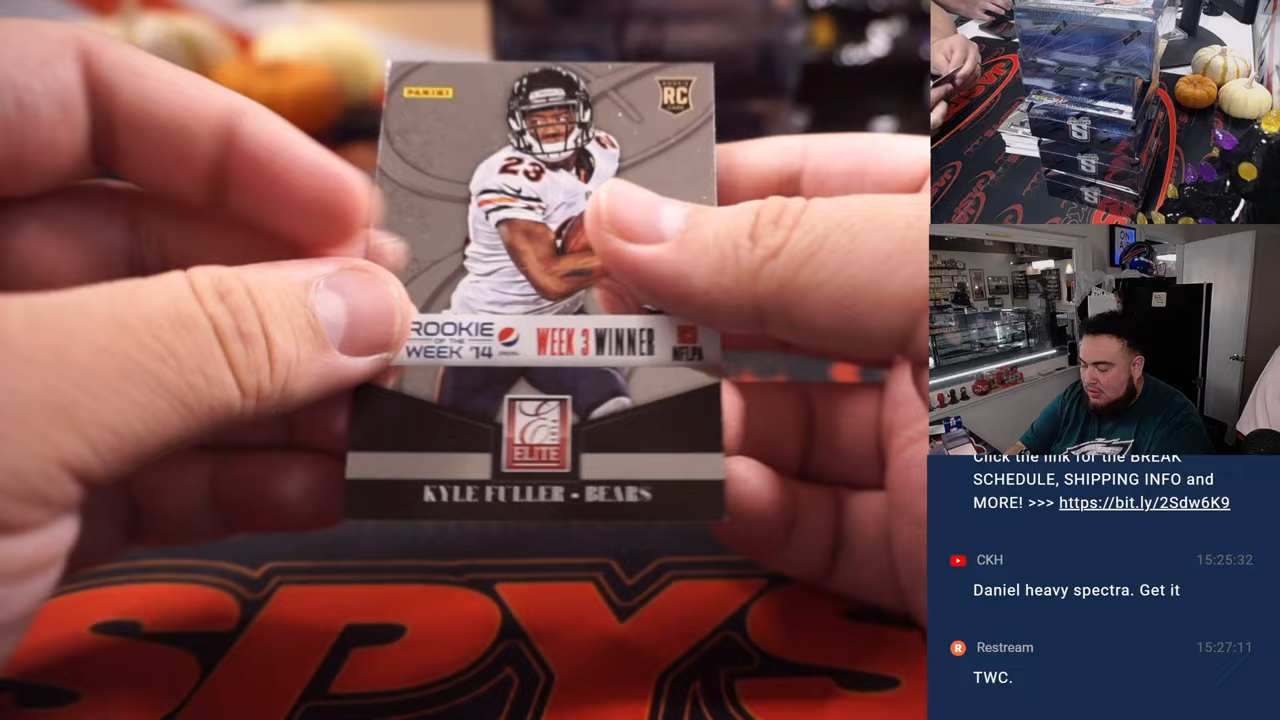 PANINI
RC
23
ROOKIE
OF THE
WEEK '14
WEEK 3 WINNER
NFLPA
ELITE
KYLE FULLER - BEARS
SPYS
ON
Click the link for the BREAK
SCHEDULE, SHIPPING INFO and
MORE! >>> https://bit.ly/2Sdw6K9
CKH 15:25:32
Daniel heavy spectra. Get it
Restream 15:27:11
TWC.